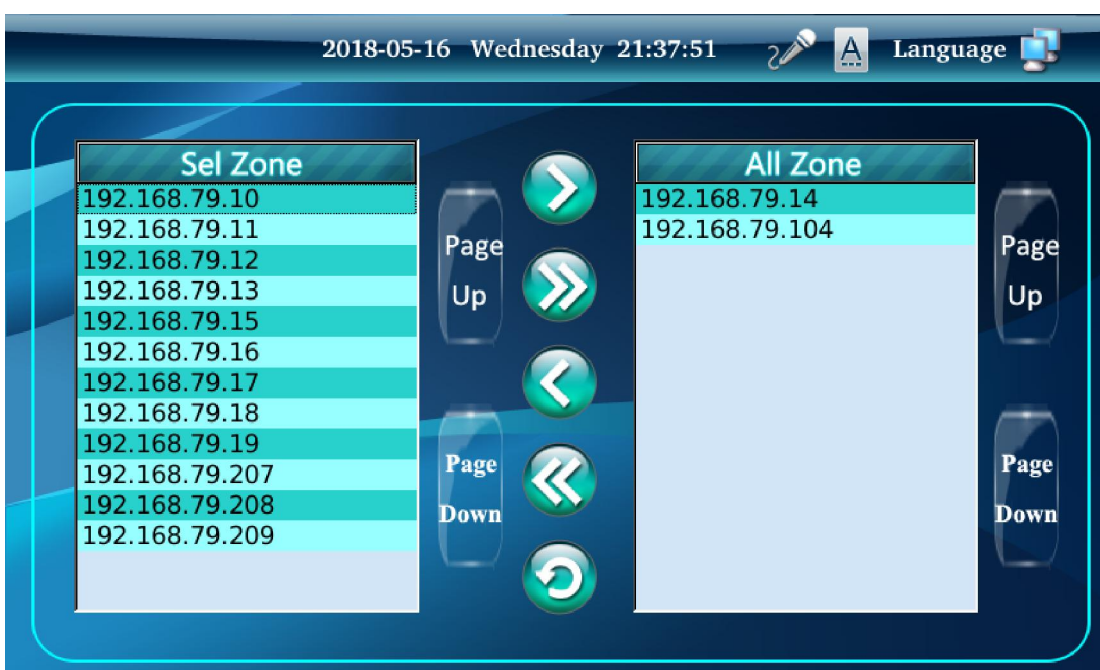 2018-05-16 Wednesday 21:37:51 A Language
Sel Zone
192.168.79.10
192.168.79.11
192.168.79.12
192.168.79.13
192.168.79.15
192.168.79.16
192.168.79.17
192.168.79.18
192.168.79.19
192.168.79.207
192.168.79.208
192.168.79.209
Page
Up
Page
Down
All Zone
192.168.79.14
192.168.79.104
Page
Up
Page
Down